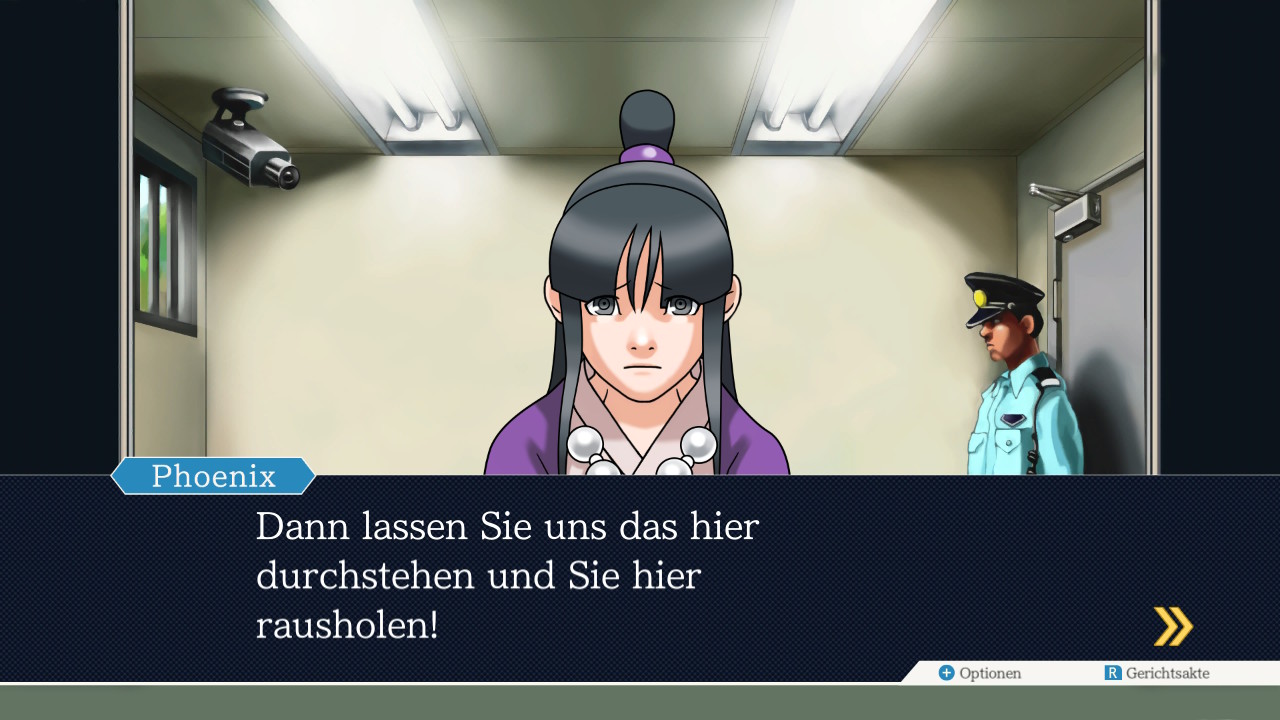 Phoenix
Dann lassen Sie uns das hier
durchstehen und Sie hier
rausholen!
+ Optionen
R Gerichtsakte